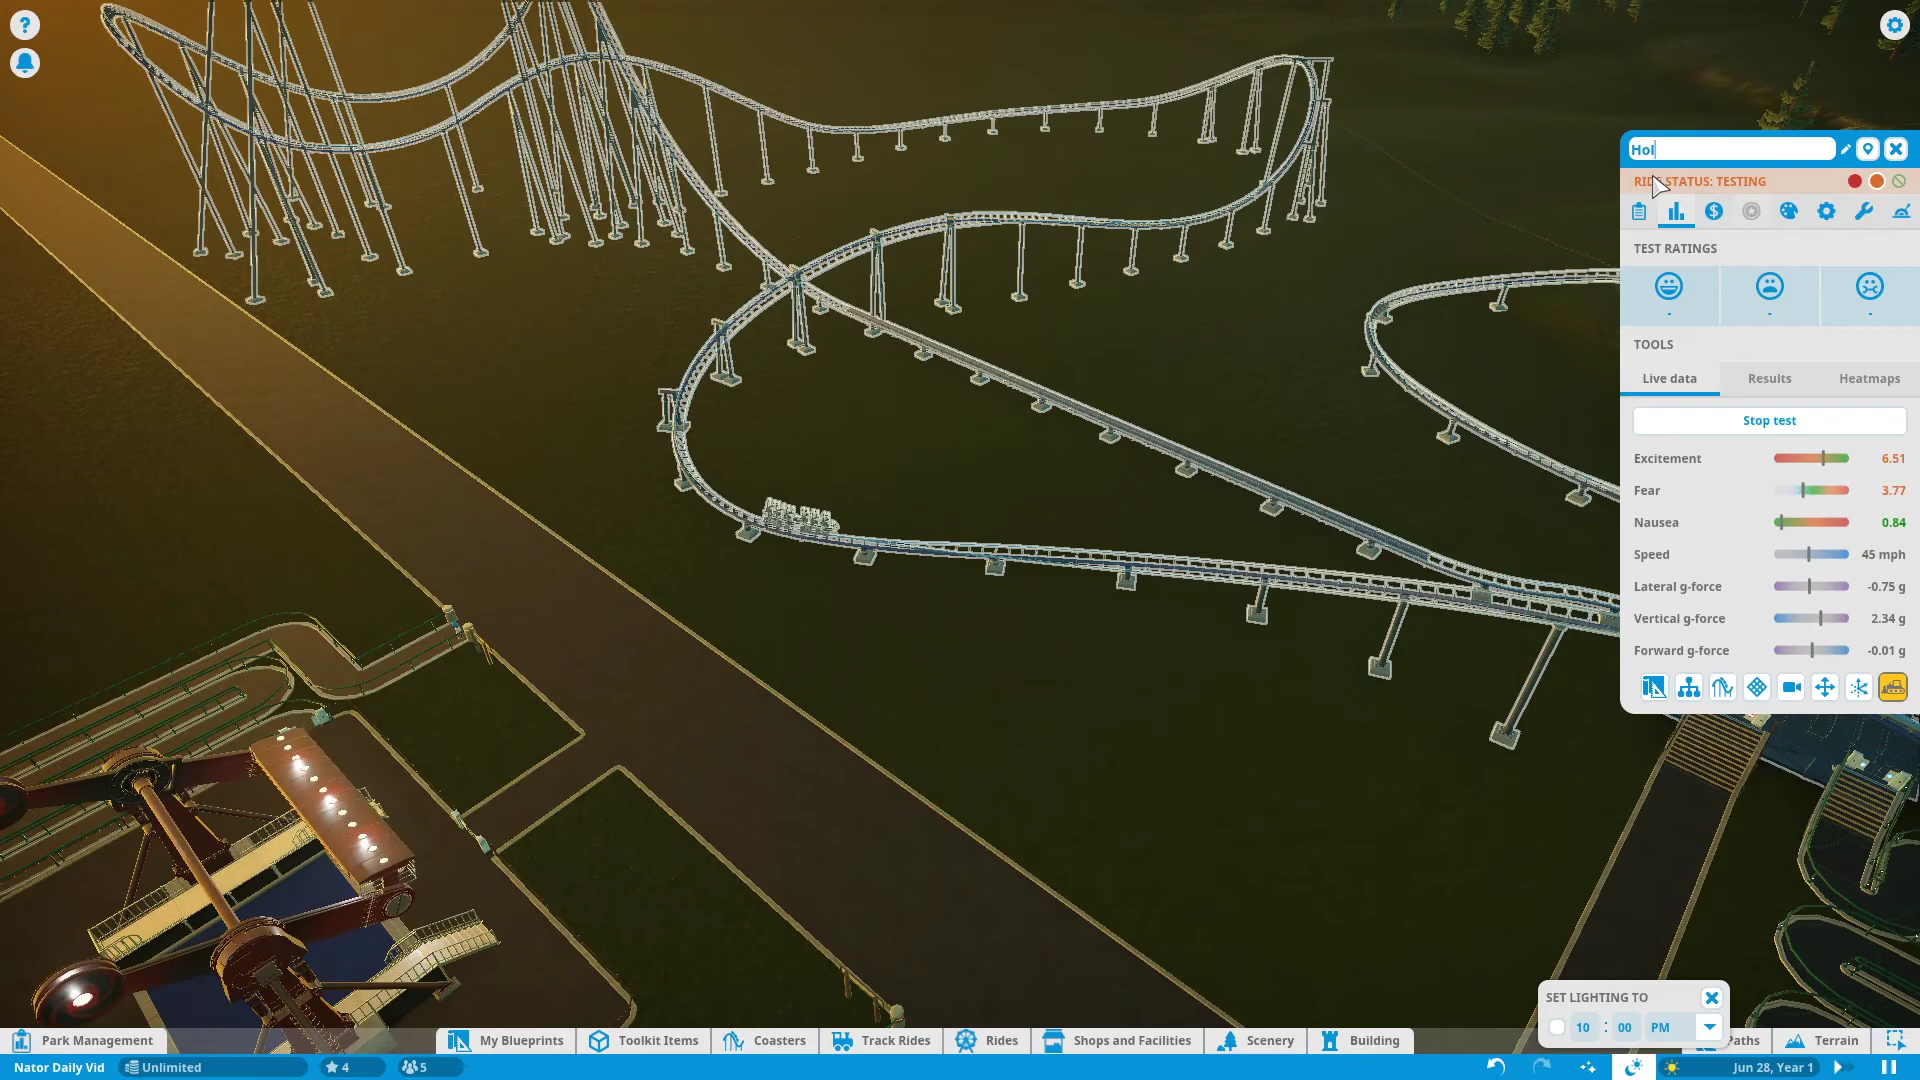 ?
Hol
RIDE STATUS: TESTING
TEST RATINGS
- - -
TOOLS
Live data Results Heatmaps
Stop test
Excitement 6.51
Fear 3.77
Nausea 0.84
Speed 45 mph
Lateral g-force -0.75 g
Vertical g-force 2.34 g
Forward g-force -0.01 g
SET LIGHTING TO
10 : 00 PM
Park Management My Blueprints Toolkit Items Coasters Track Rides Rides Shops and Facilities Scenery Building Paths Terrain
Nator Daily Vid Unlimited 4 5 Jun 28, Year 1